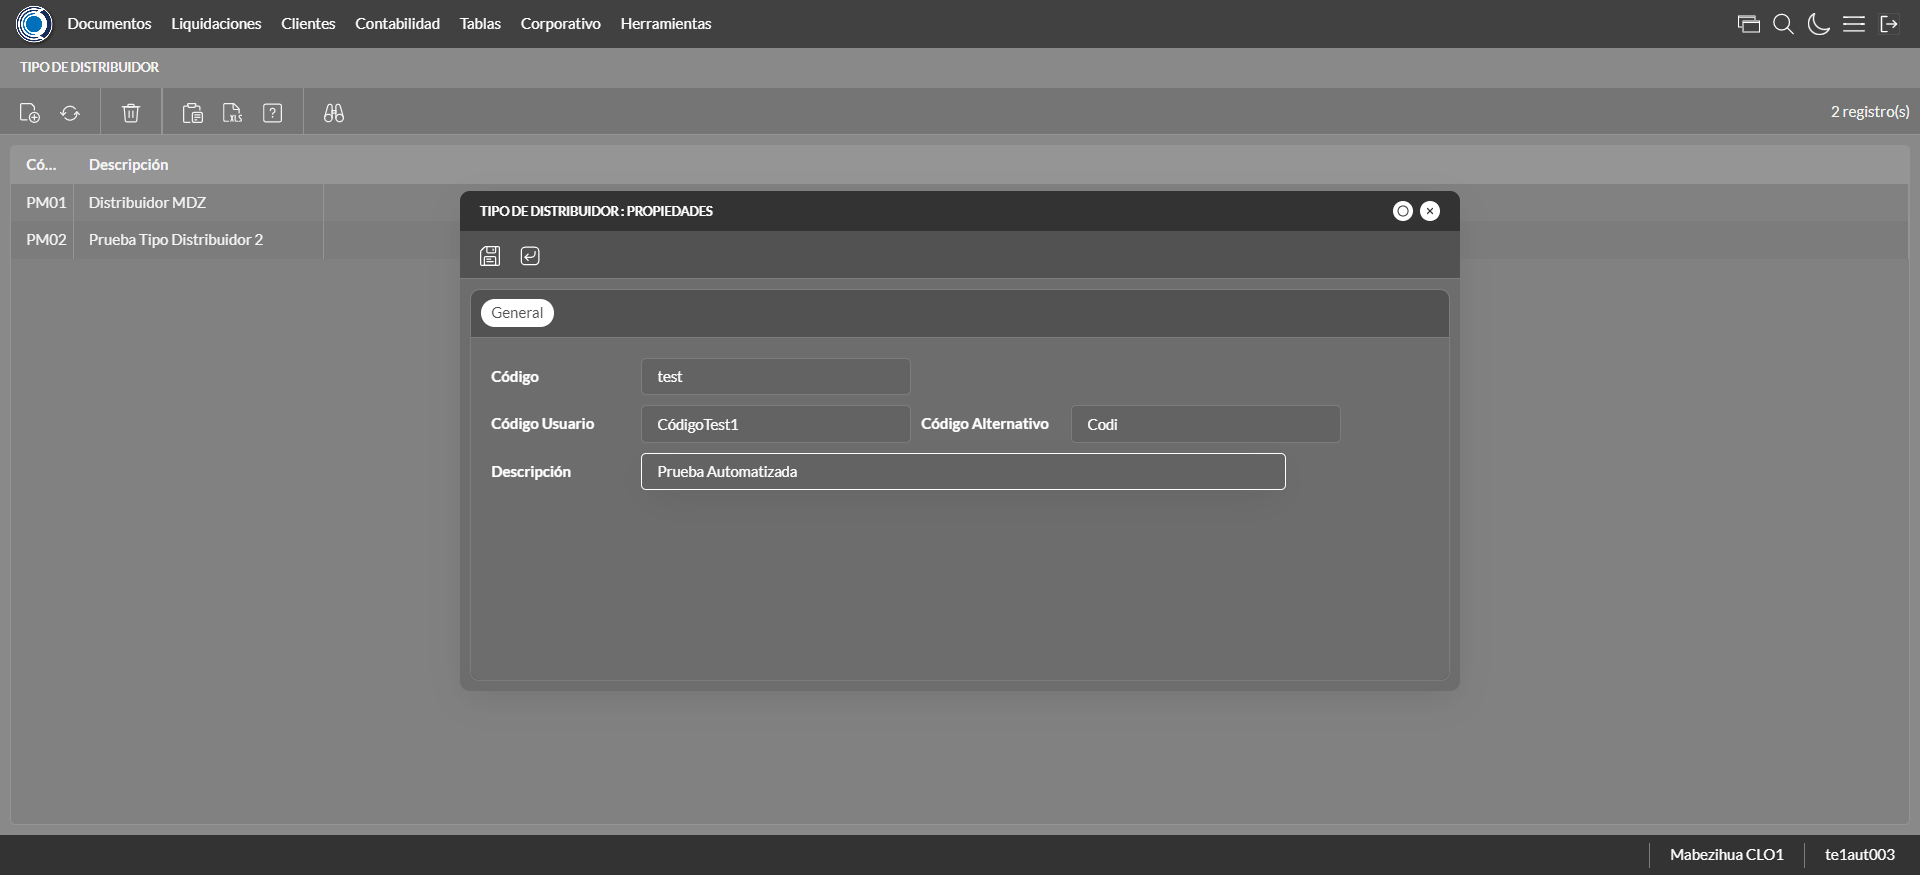 Documentos Liquidaciones Clientes Contabilidad Tablas Corporativo Herramientas
TIPO DE DISTRIBUIDOR
XLS ? 2 registro(s)
Có... Descripción
PM01 Distribuidor MDZ
PM02 Prueba Tipo Distribuidor 2
TIPO DE DISTRIBUIDOR : PROPIEDADES
General
Código test
Código Usuario CódigoTest1 Código Alternativo Codi
Descripción Prueba Automatizada
Mabezihua CLO1 te1aut003